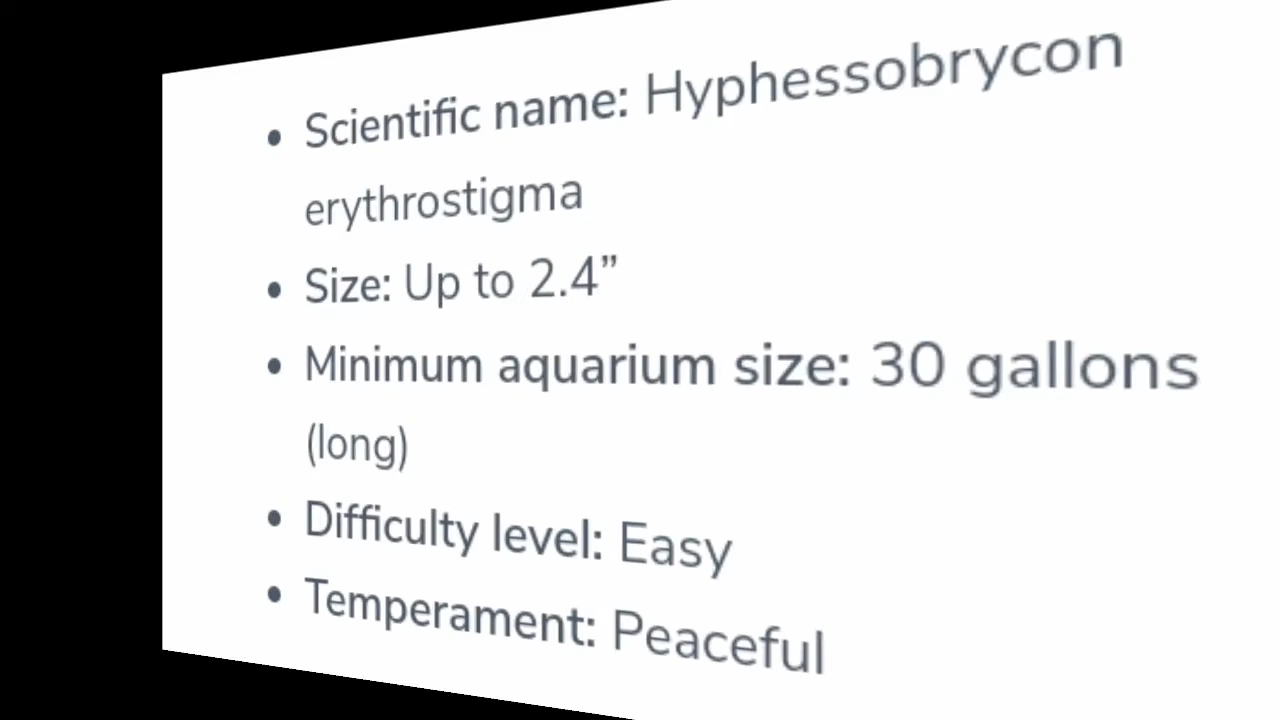 • Scientific name: Hyphessobrycon
erythrostigma
• Size: Up to 2.4”
• Minimum aquarium size: 30 gallons
(long)
• Difficulty level: Easy
• Temperament: Peaceful